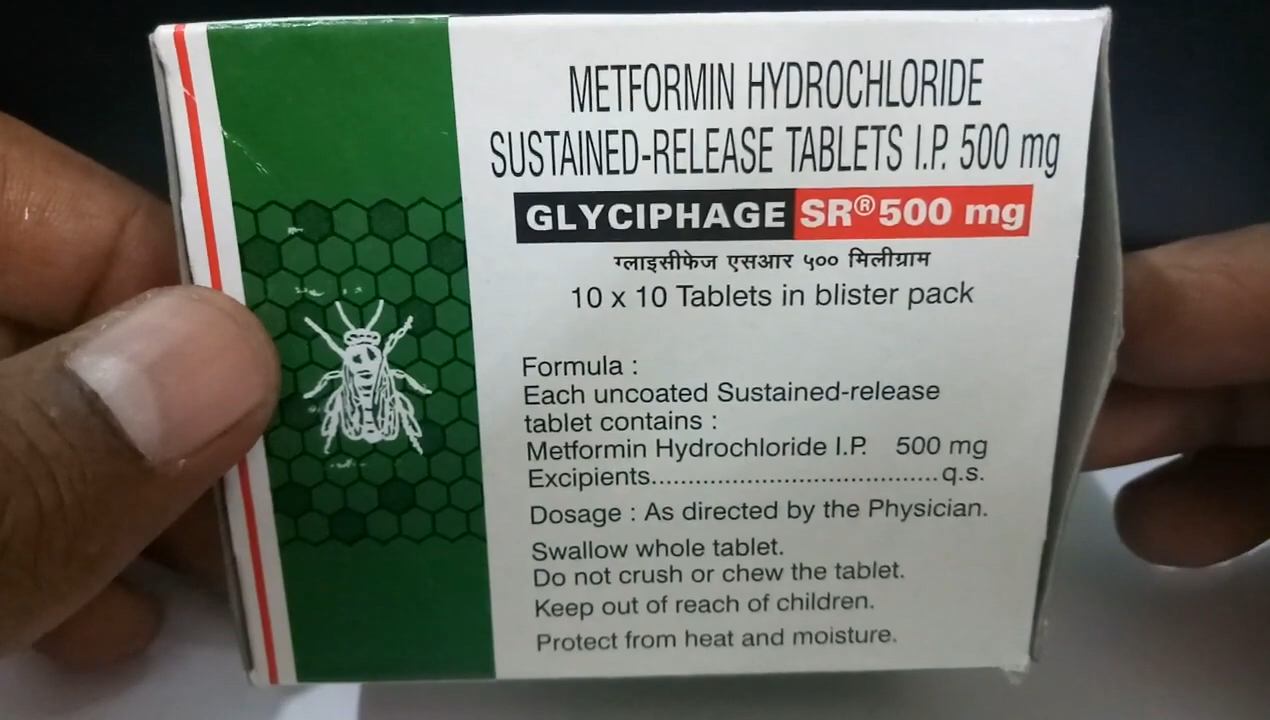 METFORMIN HYDROCHLORIDE
SUSTAINED-RELEASE TABLETS I.P. 500 mg
GLYCIPHAGE SR® 500 mg
ग्लाइसीफेज एसआर ५०० मिलीग्राम
10 x 10 Tablets in blister pack
Formula :
Each uncoated Sustained-release
tablet contains :
Metformin Hydrochloride I.P. 500 mg
Excipients....................................... q.s.
Dosage : As directed by the Physician.
Swallow whole tablet.
Do not crush or chew the tablet.
Keep out of reach of children.
Protect from heat and moisture.